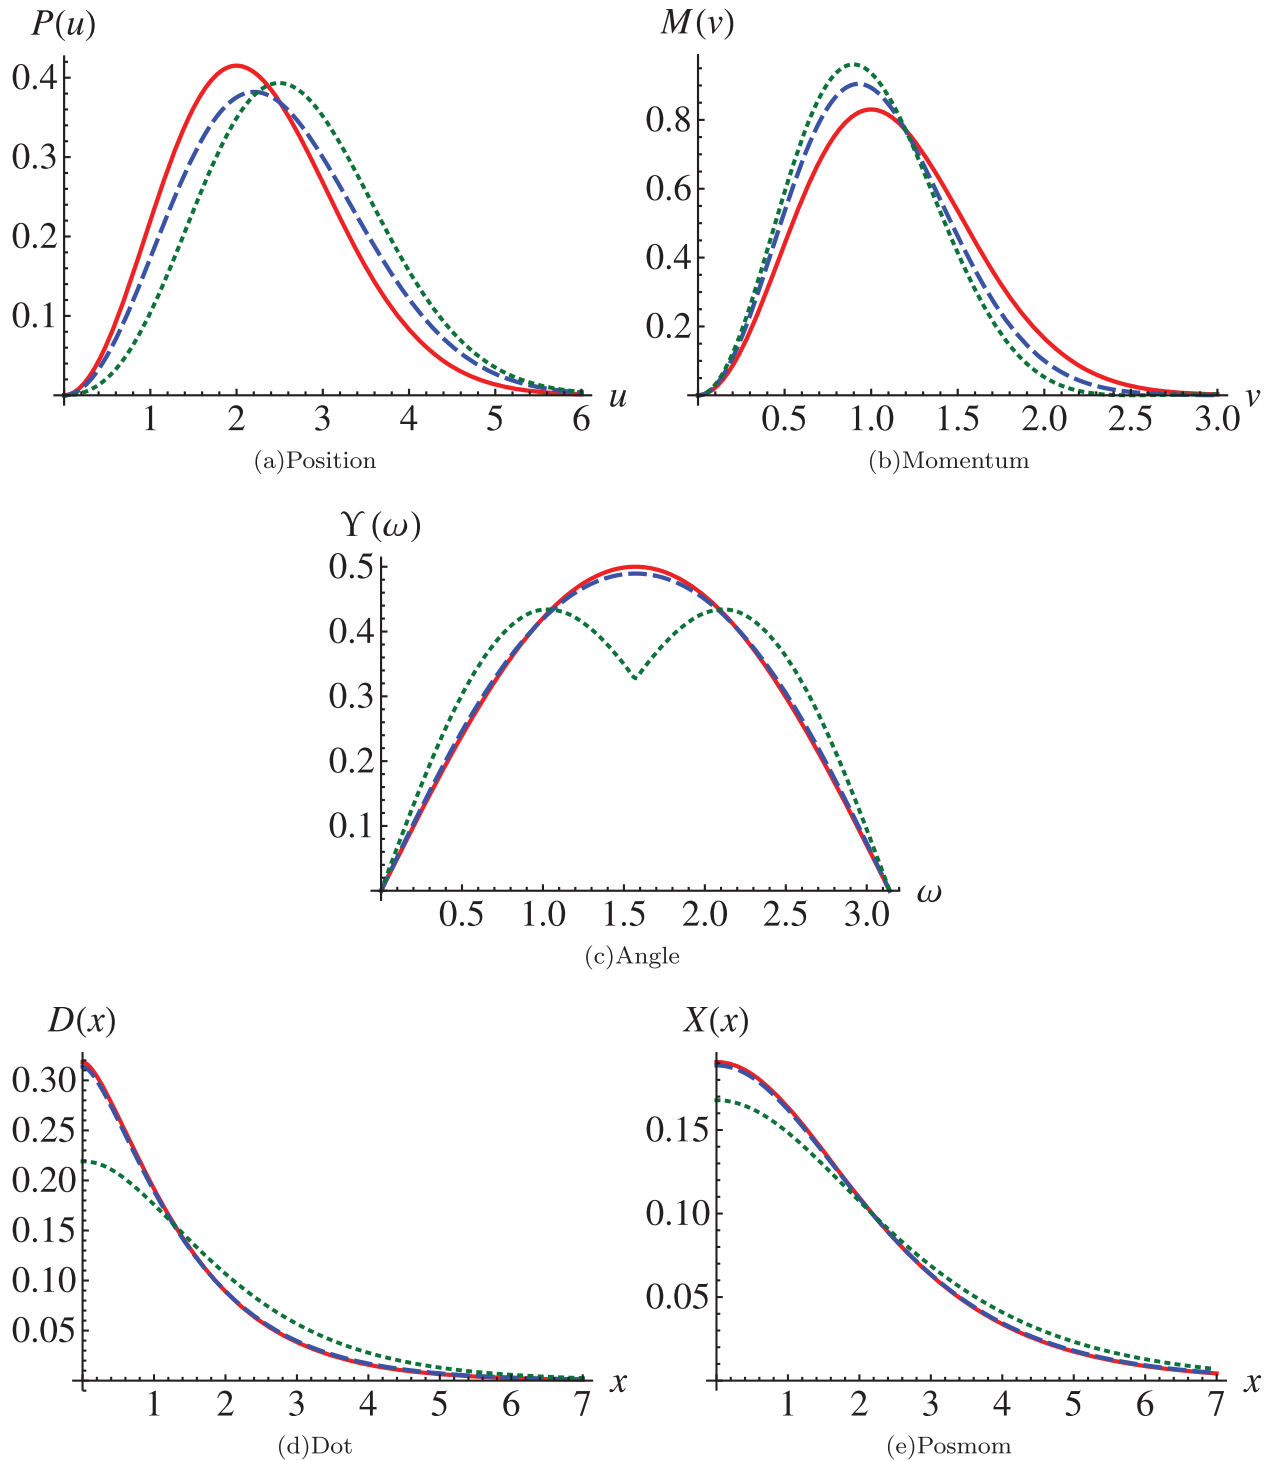 P(u)
0.4
0.3
0.2
0.1
1 2 3 4 5 6 u
(a)Position
M(v)
0.8
0.6
0.4
0.2
0.5 1.0 1.5 2.0 2.5 3.0 v
(b)Momentum
ϒ(ω)
0.5
0.4
0.3
0.2
0.1
0.5 1.0 1.5 2.0 2.5 3.0 ω
(c)Angle
D(x)
0.30
0.25
0.20
0.15
0.10
0.05
1 2 3 4 5 6 7 x
(d)Dot
X(x)
0.15
0.10
0.05
1 2 3 4 5 6 7 x
(e)Posmom